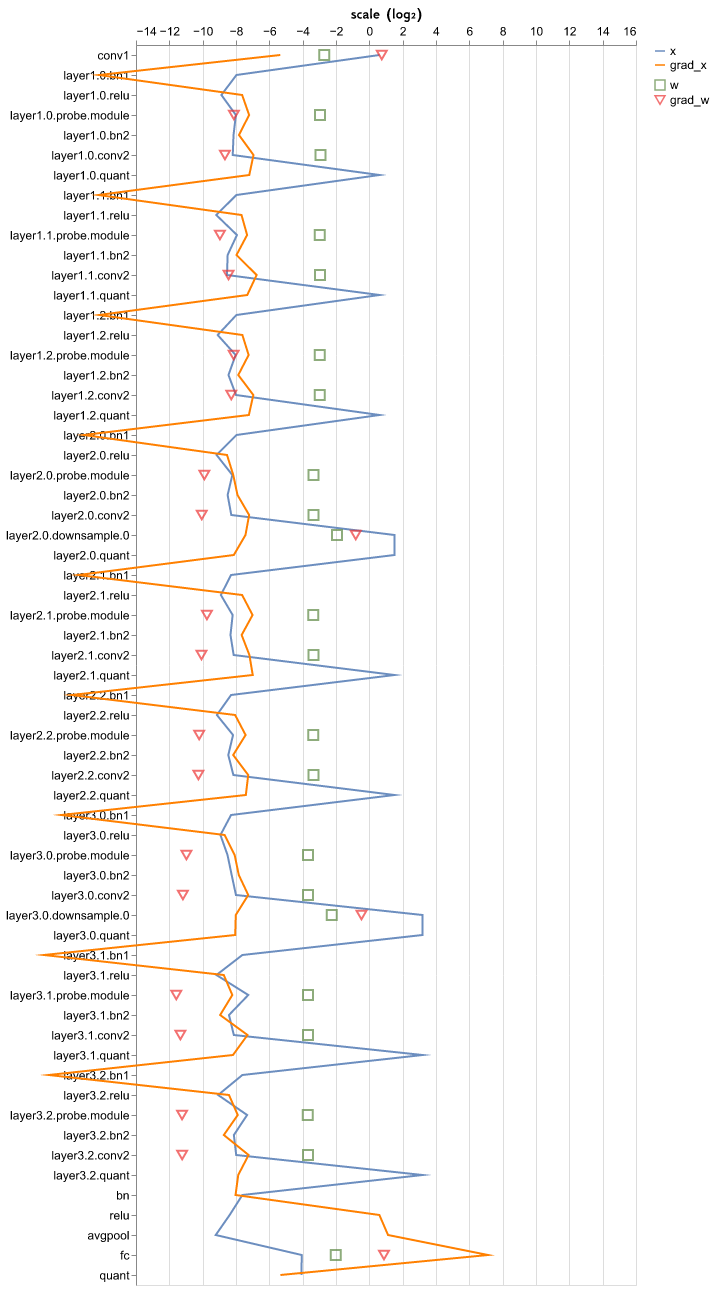 scale (log₂)
−14 −12 −10 −8 −6 −4 −2 0 2 4 6 8 10 12 14 16
x
grad_x
w
grad_w
conv1
layer1.0.bn1
layer1.0.relu
layer1.0.probe.module
layer1.0.bn2
layer1.0.conv2
layer1.0.quant
layer1.1.bn1
layer1.1.relu
layer1.1.probe.module
layer1.1.bn2
layer1.1.conv2
layer1.1.quant
layer1.2.bn1
layer1.2.relu
layer1.2.probe.module
layer1.2.bn2
layer1.2.conv2
layer1.2.quant
layer2.0.bn1
layer2.0.relu
layer2.0.probe.module
layer2.0.bn2
layer2.0.conv2
layer2.0.downsample.0
layer2.0.quant
layer2.1.bn1
layer2.1.relu
layer2.1.probe.module
layer2.1.bn2
layer2.1.conv2
layer2.1.quant
layer2.2.bn1
layer2.2.relu
layer2.2.probe.module
layer2.2.bn2
layer2.2.conv2
layer2.2.quant
layer3.0.bn1
layer3.0.relu
layer3.0.probe.module
layer3.0.bn2
layer3.0.conv2
layer3.0.downsample.0
layer3.0.quant
layer3.1.bn1
layer3.1.relu
layer3.1.probe.module
layer3.1.bn2
layer3.1.conv2
layer3.1.quant
layer3.2.bn1
layer3.2.relu
layer3.2.probe.module
layer3.2.bn2
layer3.2.conv2
layer3.2.quant
bn
relu
avgpool
fc
quant